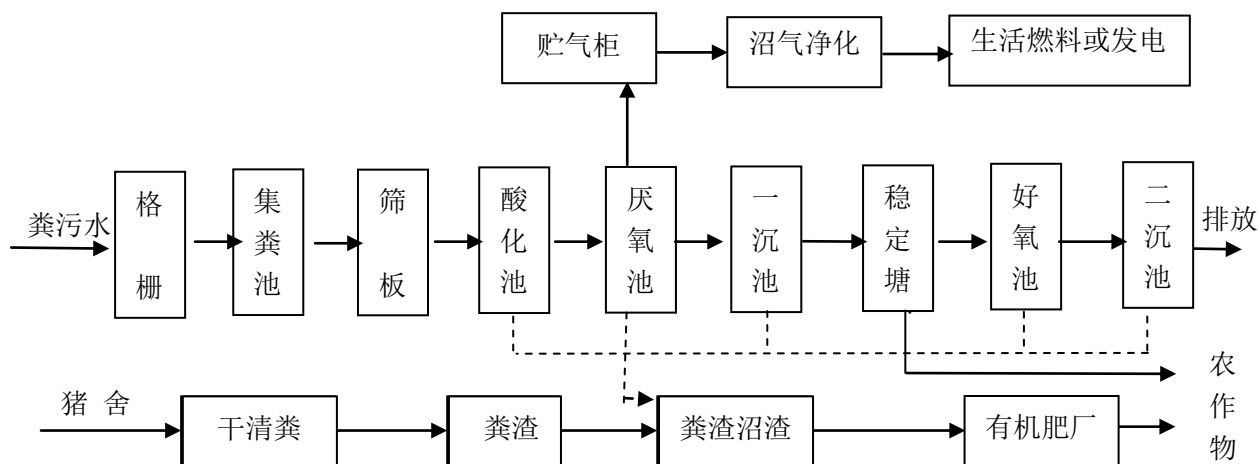 贮气柜
沼气净化
生活燃料或发电
粪污水
格栅
集粪池
筛板
酸化池
厌氧池
一沉池
稳定塘
好氧池
二沉池
排放
猪 舍
干清粪
粪渣
粪渣沼渣
有机肥厂
农作物